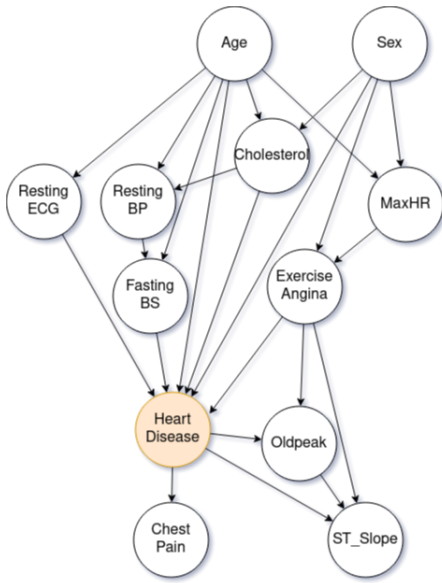 Age
Sex
Cholesterol
Resting
ECG
Resting
BP
MaxHR
Fasting
BS
Exercise
Angina
Heart
Disease
Oldpeak
Chest
Pain
ST_Slope